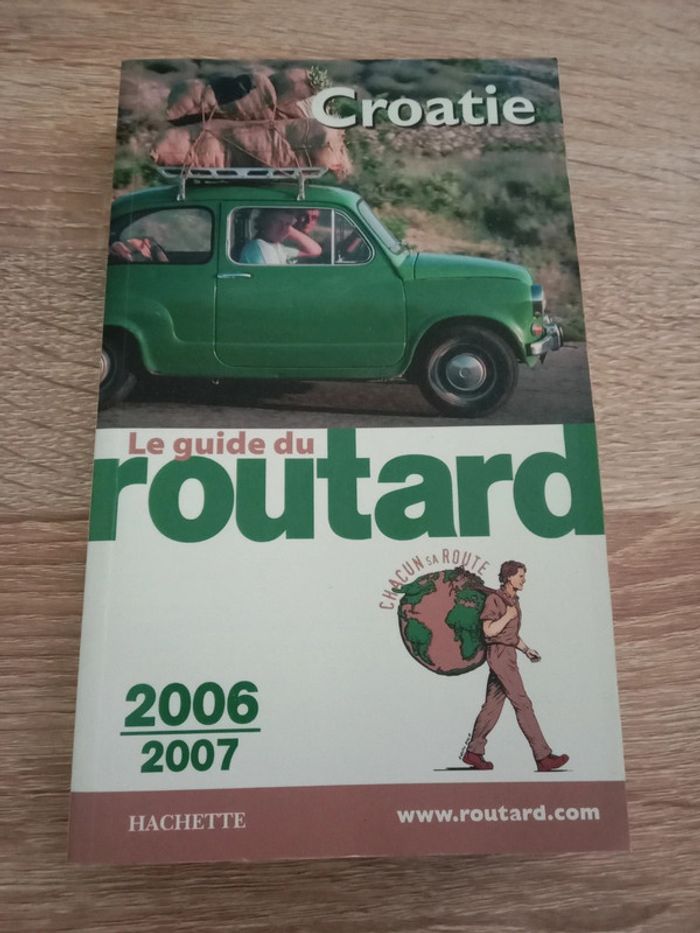 Croatie
Le guide du
routard
CHACUN SA ROUTE
2006
2007
HACHETTE
www.routard.com